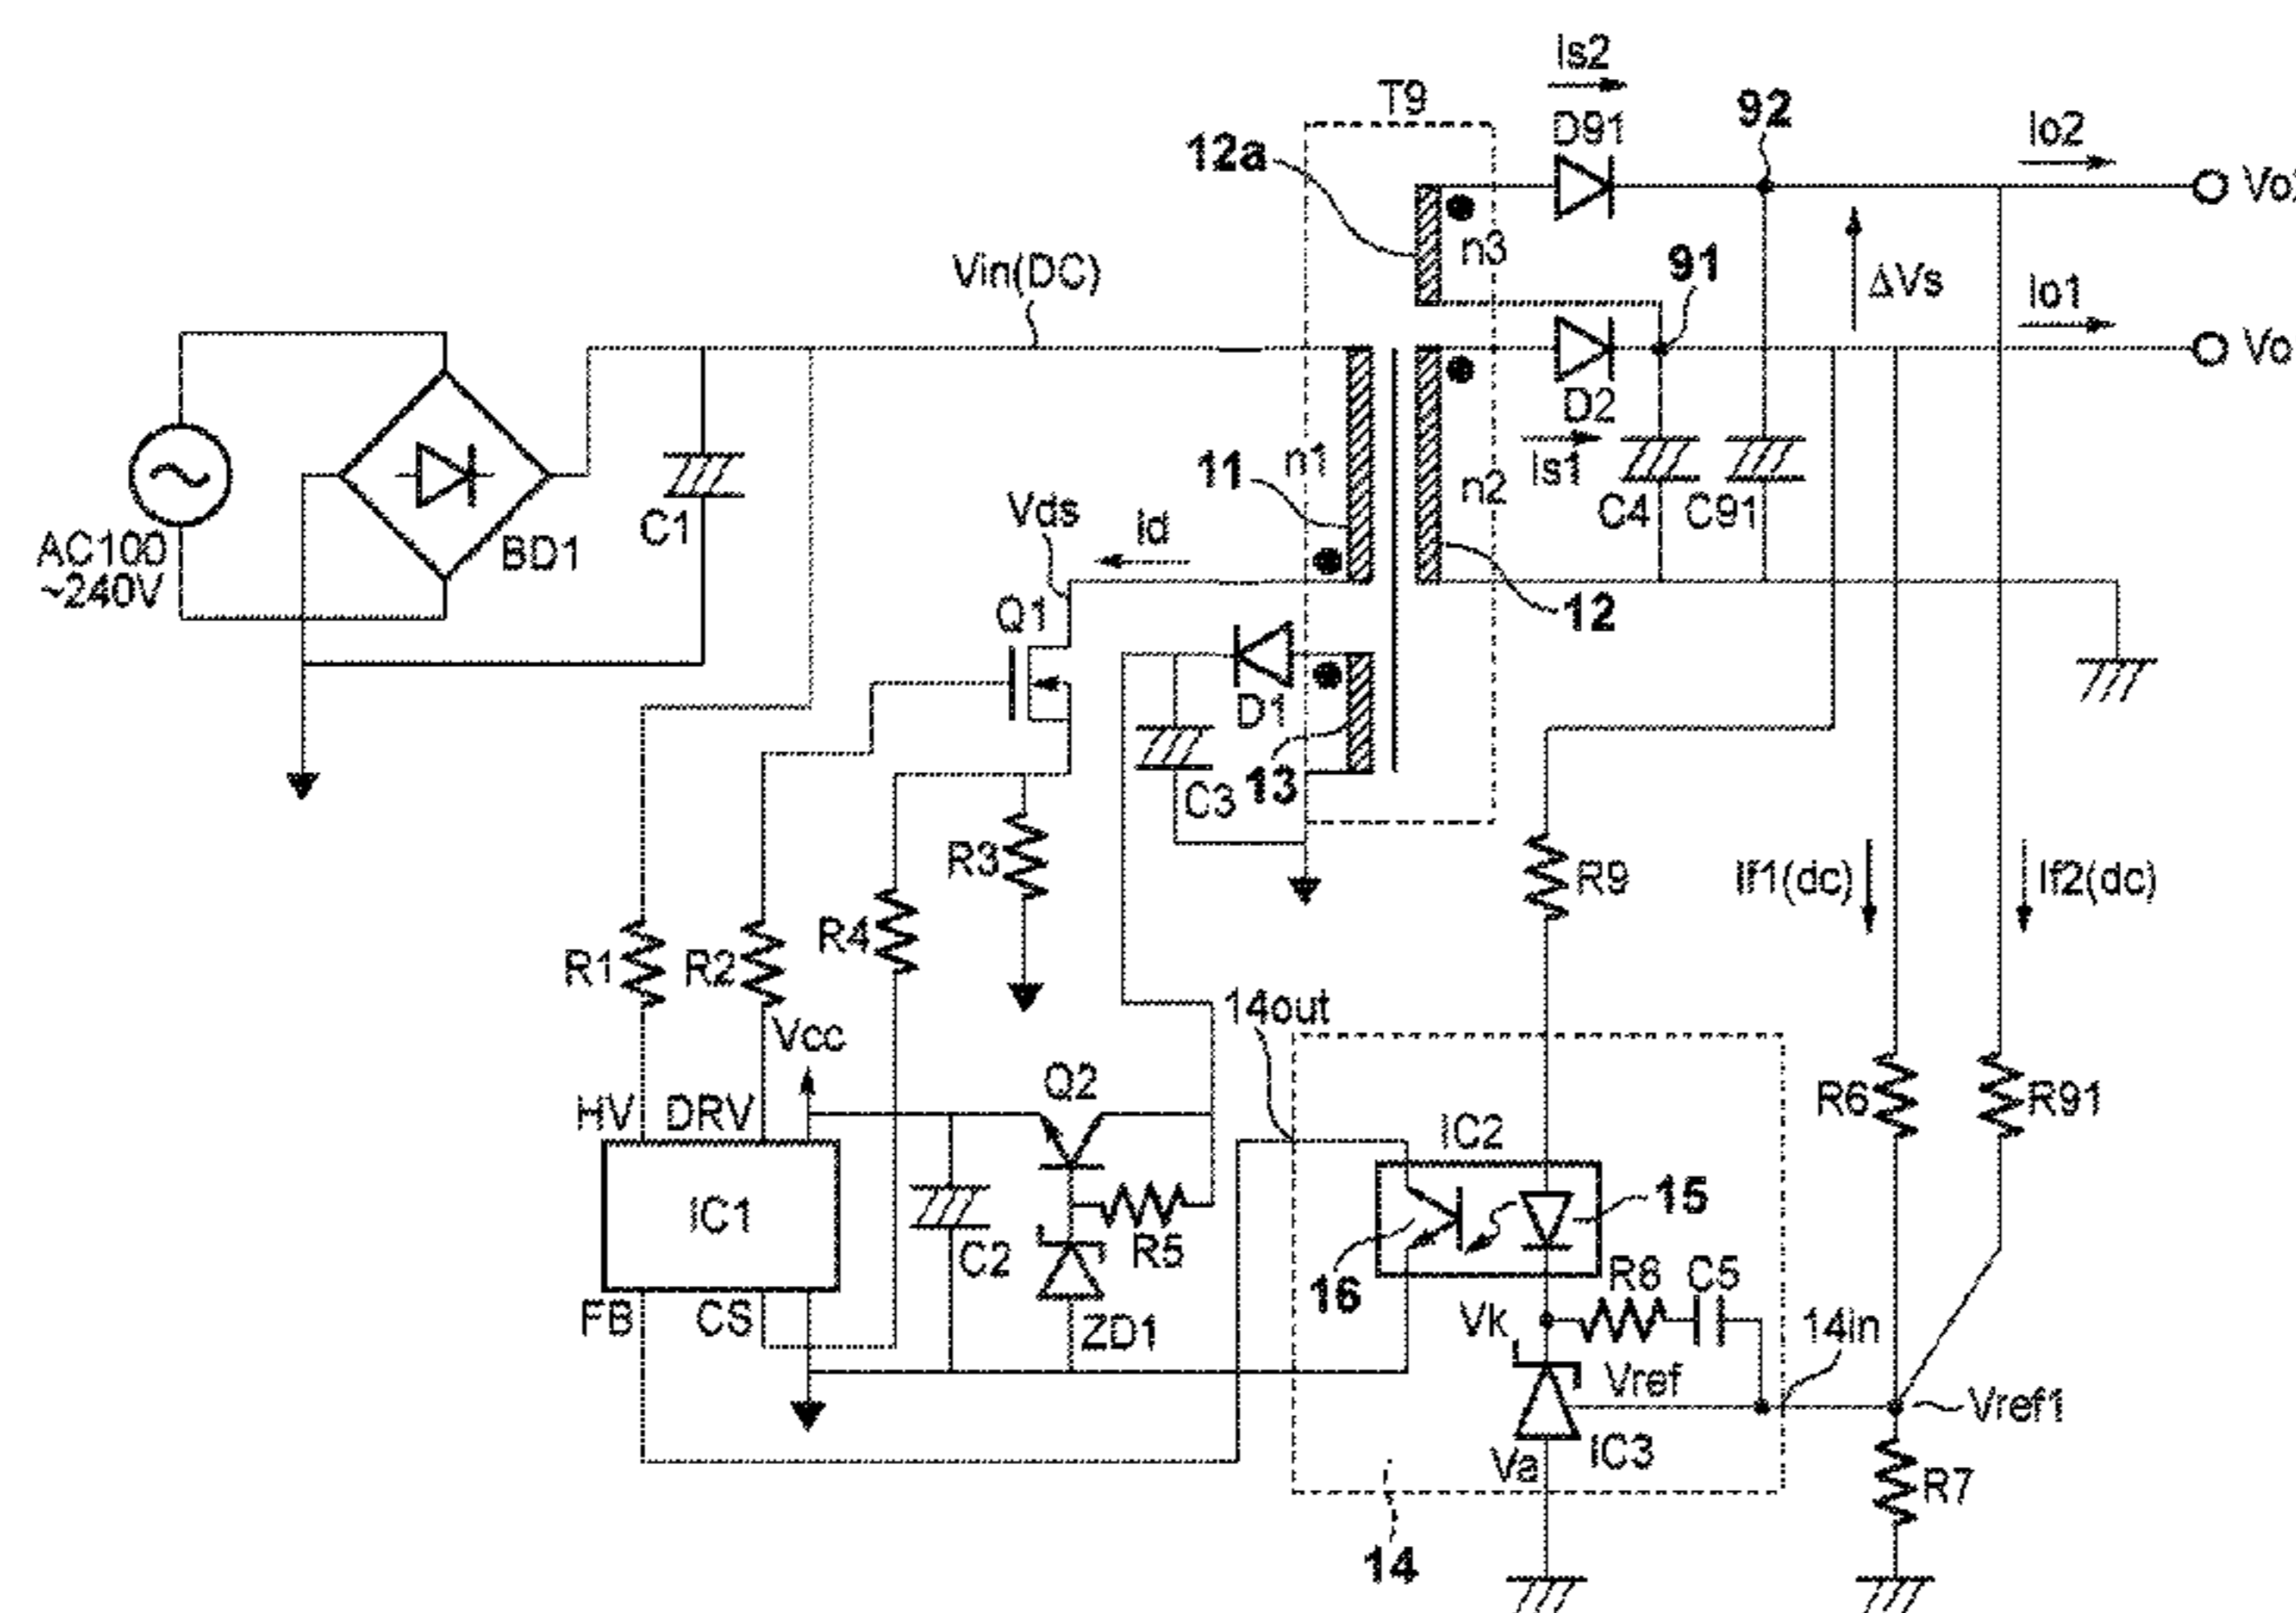 Is2
T9
D91
92
Io2
12a
n3
Vin(DC)
91
ΔVs
Io1
Vo
D2
n1
11
Is1
n2
C4
C91
Vds
id
C1
AC100
~240V
BD1
Q1
12
D1
13
C3
R3
R9
If1(dc)
If2(dc)
R4
R1
R2
14out
Vcc
Q2
R6
R91
HV
DRV
IC2
IC1
15
R5
C2
16
R8
C5
FB
CS
ZD1
Vk
14in
Vref
Vref1
Va
IC3
R7
14